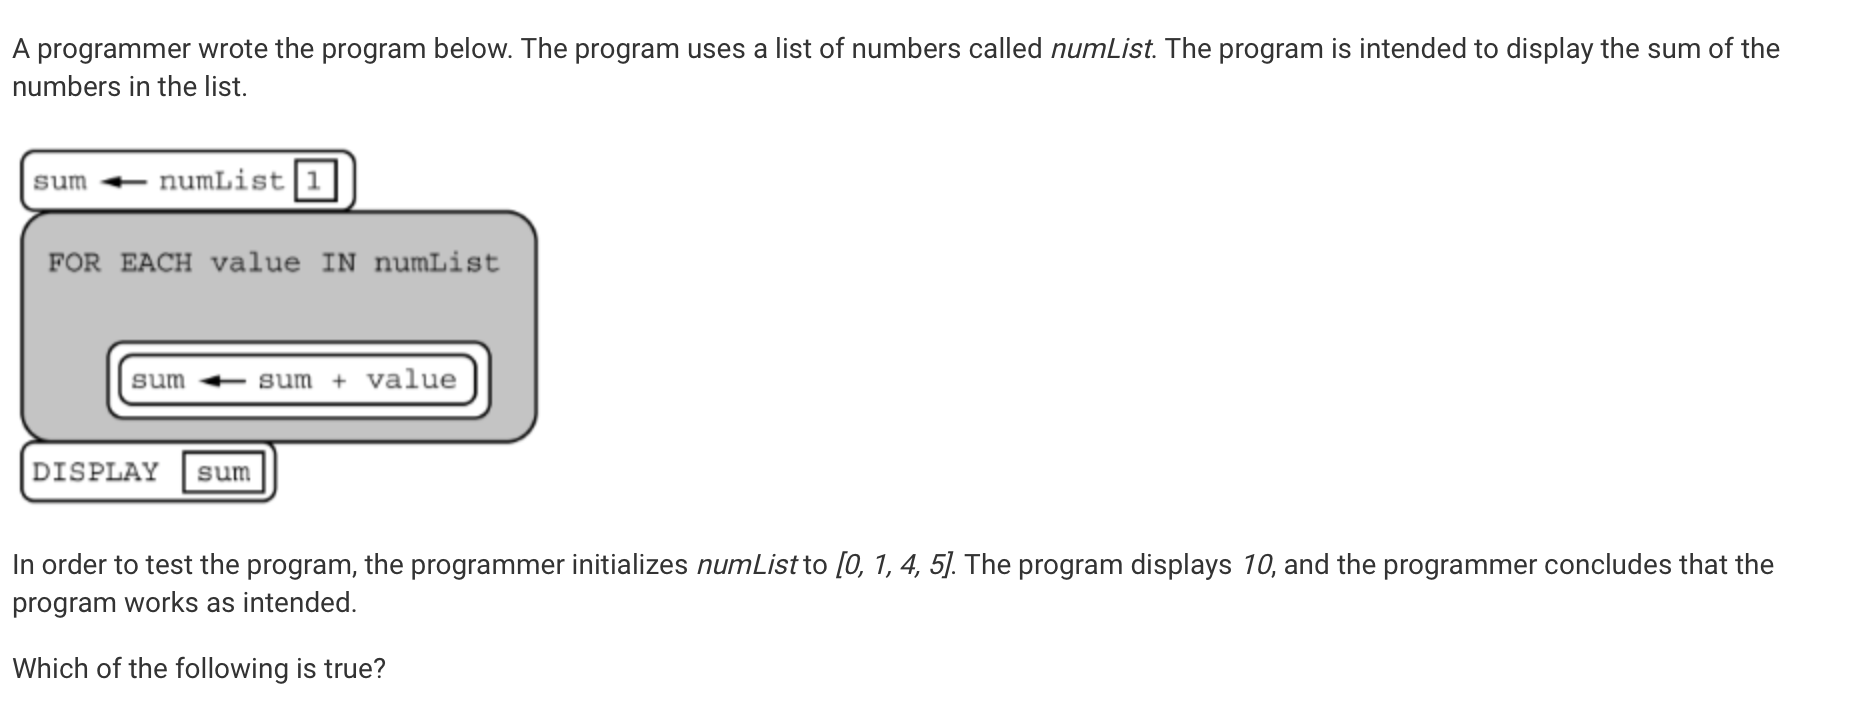 A programmer wrote the program below. The program uses a list of numbers called numList. The program is intended to display the sum of the
numbers in the list.
sum ← numList 1
FOR EACH value IN numList
sum ← sum + value
DISPLAY sum
In order to test the program, the programmer initializes numList to [0, 1, 4, 5]. The program displays 10, and the programmer concludes that the
program works as intended.
Which of the following is true?